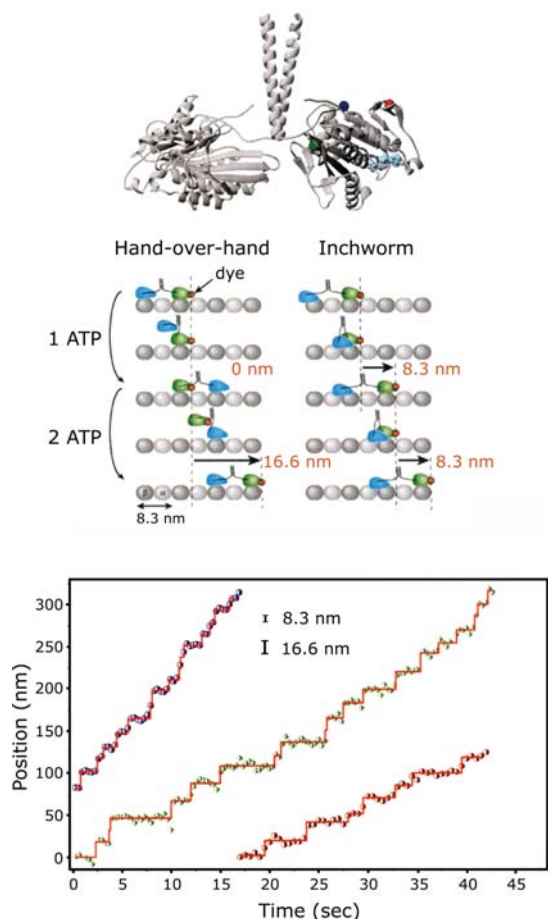 Hand-over-hand
Inchworm
dye
1 ATP
0 nm
8.3 nm
2 ATP
16.6 nm
8.3 nm
β α
8.3 nm
300
250
200
150
100
50
0
Position (nm)
8.3 nm
16.6 nm
0 5 10 15 20 25 30 35 40 45
Time (sec)